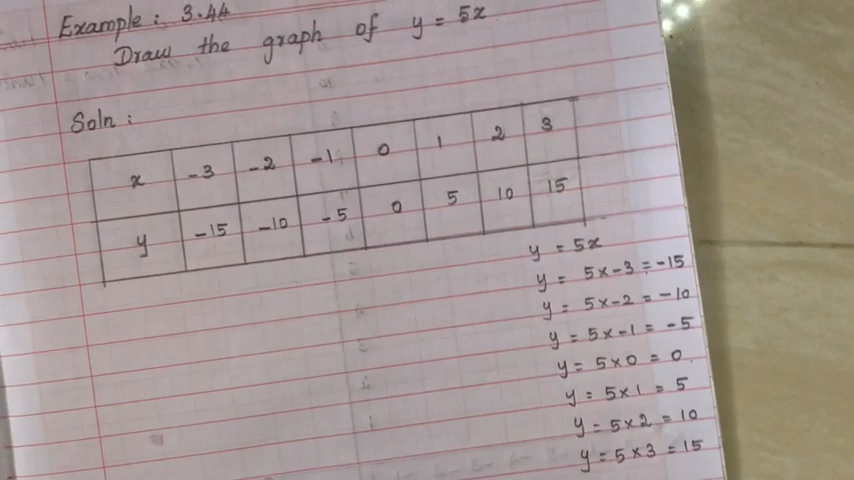 Example: 3.44
Draw the graph of y = 5x
Soln :
x -3 -2 -1 0 1 2 3
y -15 -10 -5 0 5 10 15
y = 5x
y = 5x-3 = -15
y = 5x-2 = -10
y = 5x-1 = -5
y = 5x0 = 0.
y = 5x1 = 5
y = 5x2 = 10
y = 5x3 = 15